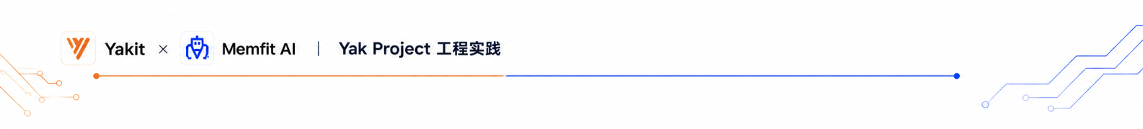 Yakit × Memfit AI | Yak Project 工程实践